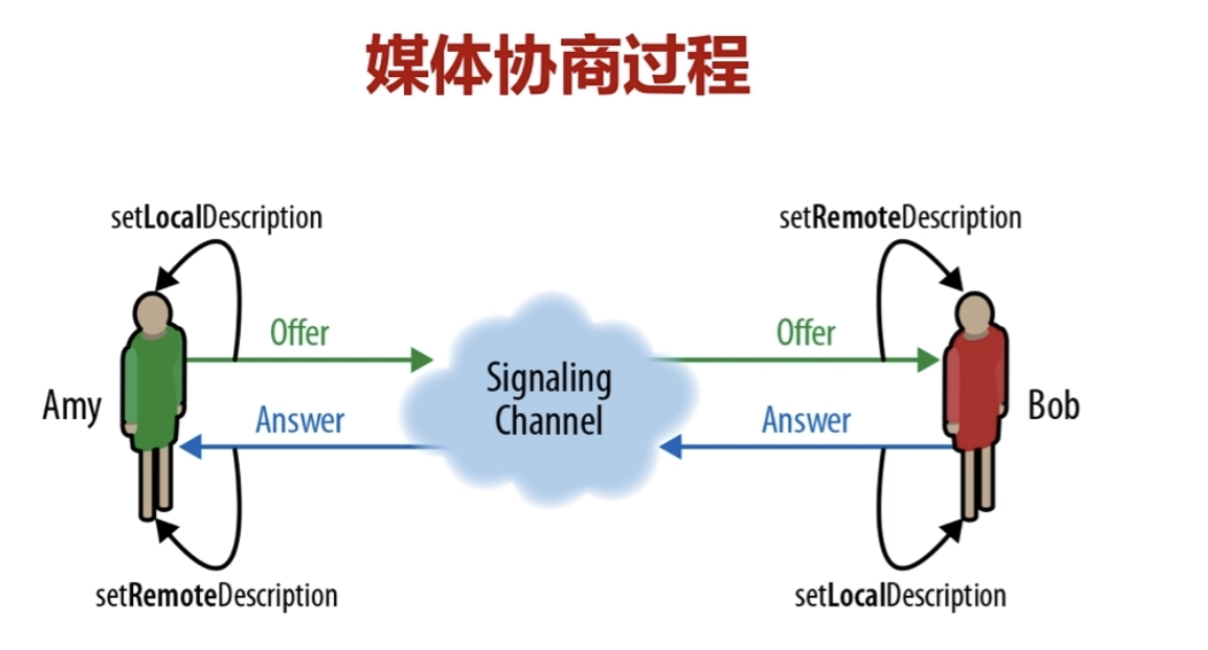 媒体协商过程
setLocalDescription
setRemoteDescription
Offer
Offer
Signaling
Channel
Amy
Answer
Answer
Bob
setRemoteDescription
setLocalDescription